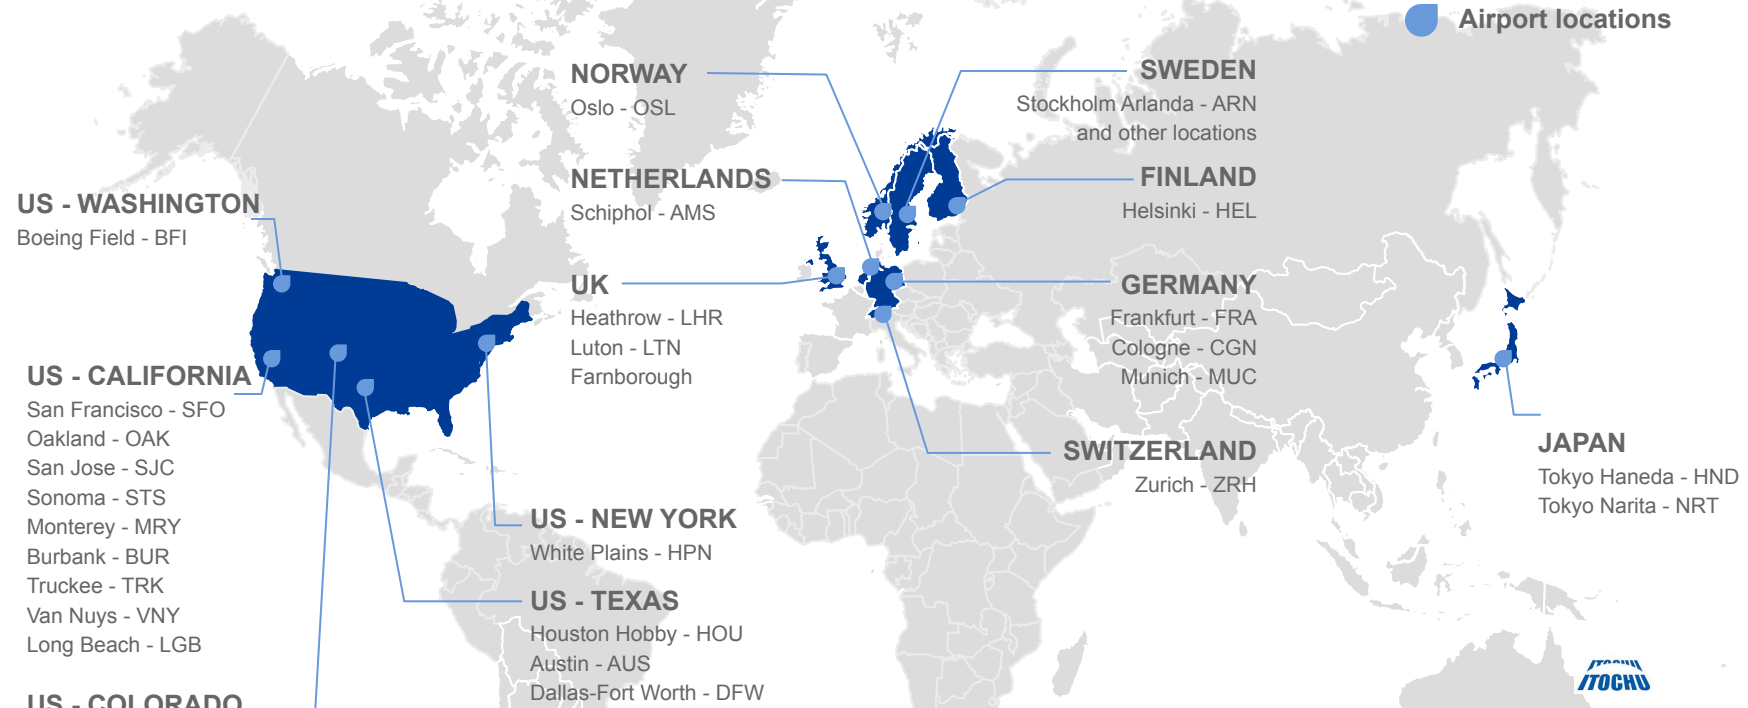 Airport locations
NORWAY
Oslo - OSL
SWEDEN
Stockholm Arlanda - ARN
and other locations
NETHERLANDS
Schiphol - AMS
FINLAND
Helsinki - HEL
US - WASHINGTON
Boeing Field - BFI
UK
Heathrow - LHR
Luton - LTN
Farnborough
GERMANY
Frankfurt - FRA
Cologne - CGN
Munich - MUC
US - CALIFORNIA
San Francisco - SFO
Oakland - OAK
San Jose - SJC
Sonoma - STS
Monterey - MRY
Burbank - BUR
Truckee - TRK
Van Nuys - VNY
Long Beach - LGB
SWITZERLAND
Zurich - ZRH
JAPAN
Tokyo Haneda - HND
Tokyo Narita - NRT
US - NEW YORK
White Plains - HPN
US - TEXAS
Houston Hobby - HOU
Austin - AUS
Dallas-Fort Worth - DFW
US - COLORADO
ITOCHU
ITOCHU